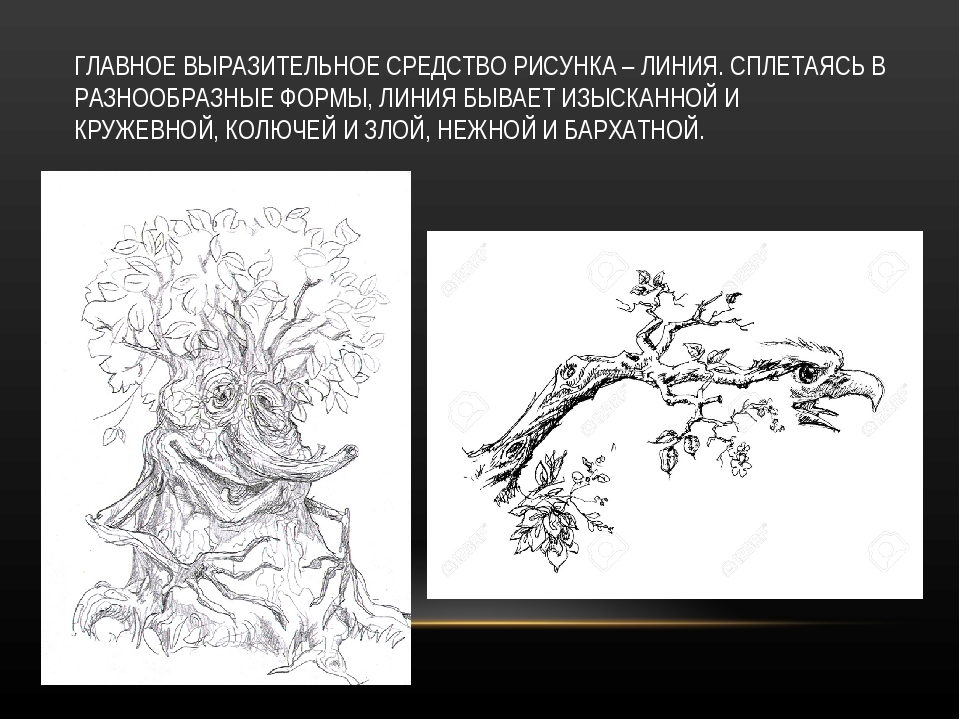 ГЛАВНОЕ ВЫРАЗИТЕЛЬНОЕ СРЕДСТВО РИСУНКА – ЛИНИЯ. СПЛЕТАЯСЬ В
РАЗНООБРАЗНЫЕ ФОРМЫ, ЛИНИЯ БЫВАЕТ ИЗЫСКАННОЙ И
КРУЖЕВНОЙ, КОЛЮЧЕЙ И ЗЛОЙ, НЕЖНОЙ И БАРХАТНОЙ.